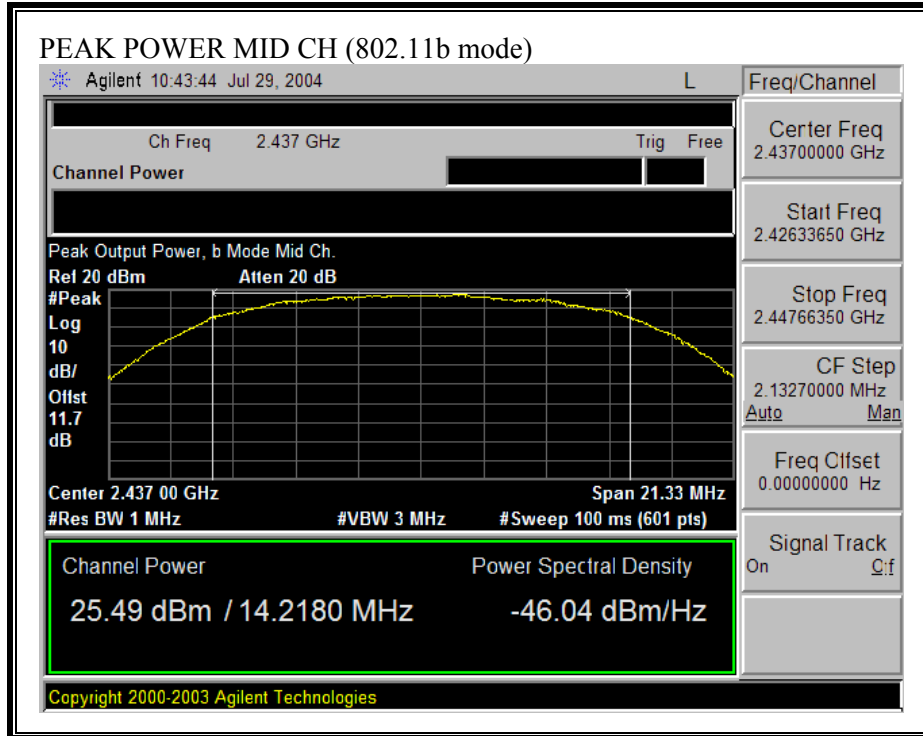 PEAK POWER MID CH (802.11b mode)
Agilent 10:43:44 Jul 29, 2004 L
Freq/Channel
Ch Freq 2.437 GHz Trig Free
Channel Power
Center Freq
2.43700000 GHz
Start Freq
2.42633650 GHz
Stop Freq
2.44766350 GHz
CF Step
2.13270000 MHz
Auto Man
Freq Offset
0.00000000 Hz
Signal Track
On Off
Peak Output Power, b Mode Mid Ch.
Ref 20 dBm Atten 20 dB
#Peak
Log
10
dB/
Offst
11.7
dB
Center 2.437 00 GHz Span 21.33 MHz
#Res BW 1 MHz #VBW 3 MHz #Sweep 100 ms (601 pts)
Channel Power Power Spectral Density
25.49 dBm / 14.2180 MHz -46.04 dBm/Hz
Copyright 2000-2003 Agilent Technologies